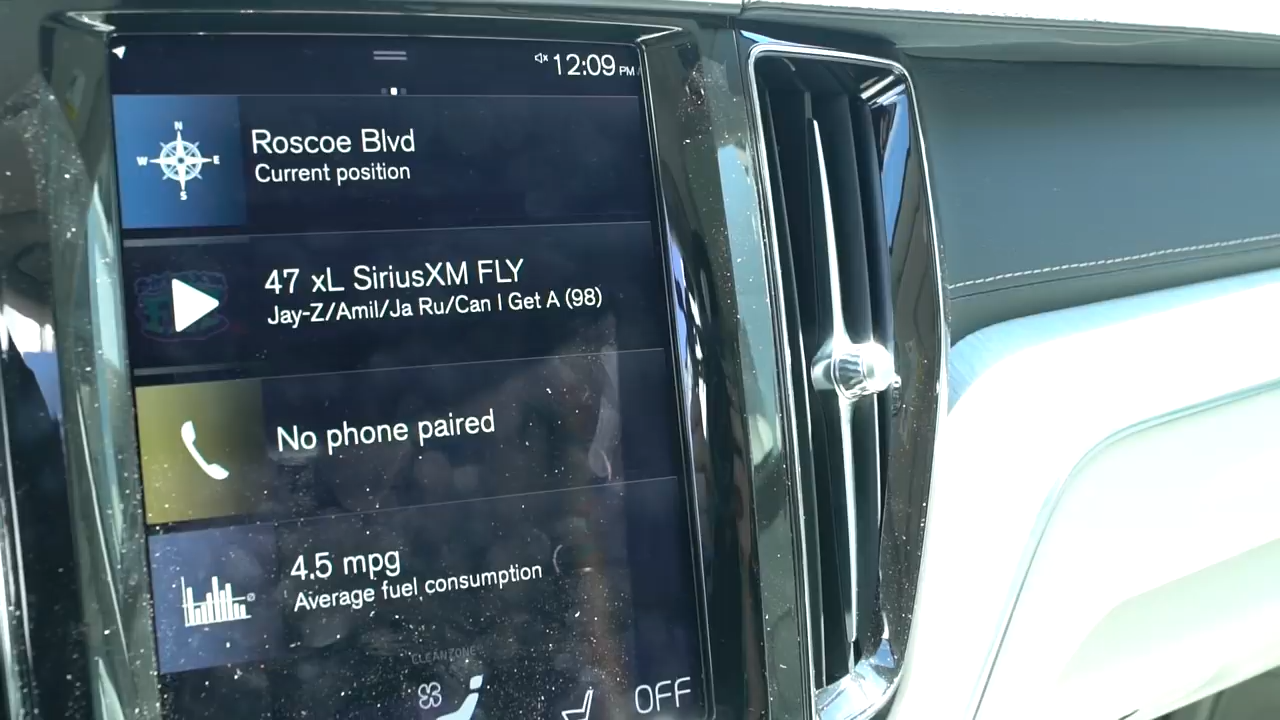 12:09 PM
N
W E
S
Roscoe Blvd
Current position
47 xL SiriusXM FLY
Jay-Z/Amil/Ja Ru/Can I Get A (98)
No phone paired
4.5 mpg
Average fuel consumption
CLEANZONE
OFF